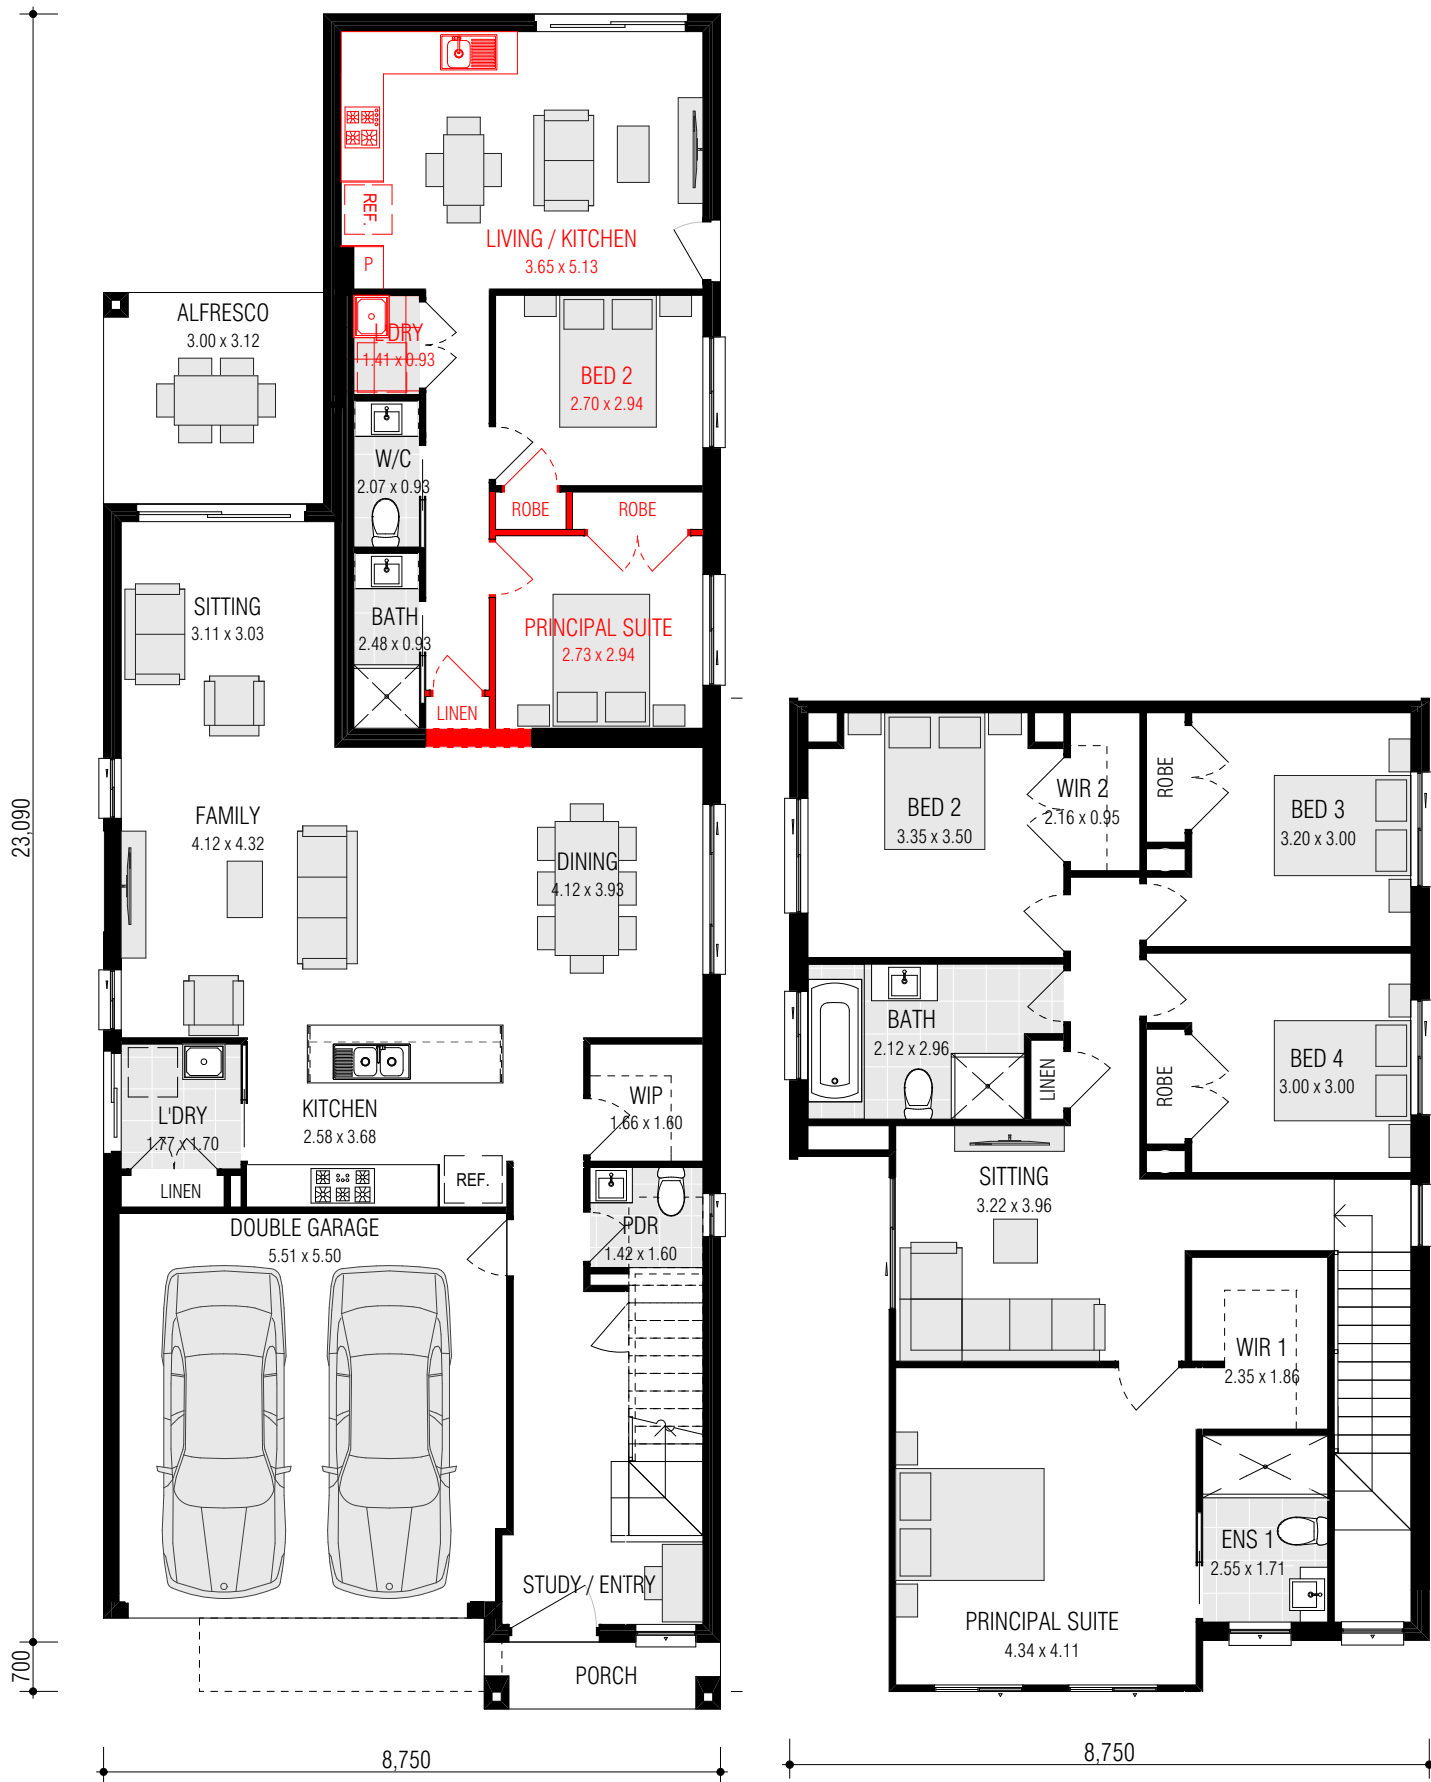 REF.
LIVING / KITCHEN
3.65 x 5.13
P
ALFRESCO
3.00 x 3.12
L'DRY
1.41 x 0.93
BED 2
2.70 x 2.94
W/C
2.07 x 0.93
ROBE
ROBE
SITTING
3.11 x 3.03
BATH
2.48 x 0.93
PRINCIPAL SUITE
2.73 x 2.94
LINEN
23,090
FAMILY
4.12 x 4.32
DINING
4.12 x 3.93
L'DRY
1.77 x 1.70
KITCHEN
2.58 x 3.68
WIP
1.66 x 1.60
LINEN
REF.
DOUBLE GARAGE
5.51 x 5.50
PDR
1.42 x 1.60
STUDY / ENTRY
700
PORCH
8,750
BED 2
3.35 x 3.50
WIR 2
2.16 x 0.95
ROBE
BED 3
3.20 x 3.00
BATH
2.12 x 2.96
LINEN
ROBE
BED 4
3.00 x 3.00
SITTING
3.22 x 3.96
WIR 1
2.35 x 1.86
ENS 1
2.55 x 1.71
PRINCIPAL SUITE
4.34 x 4.11
8,750